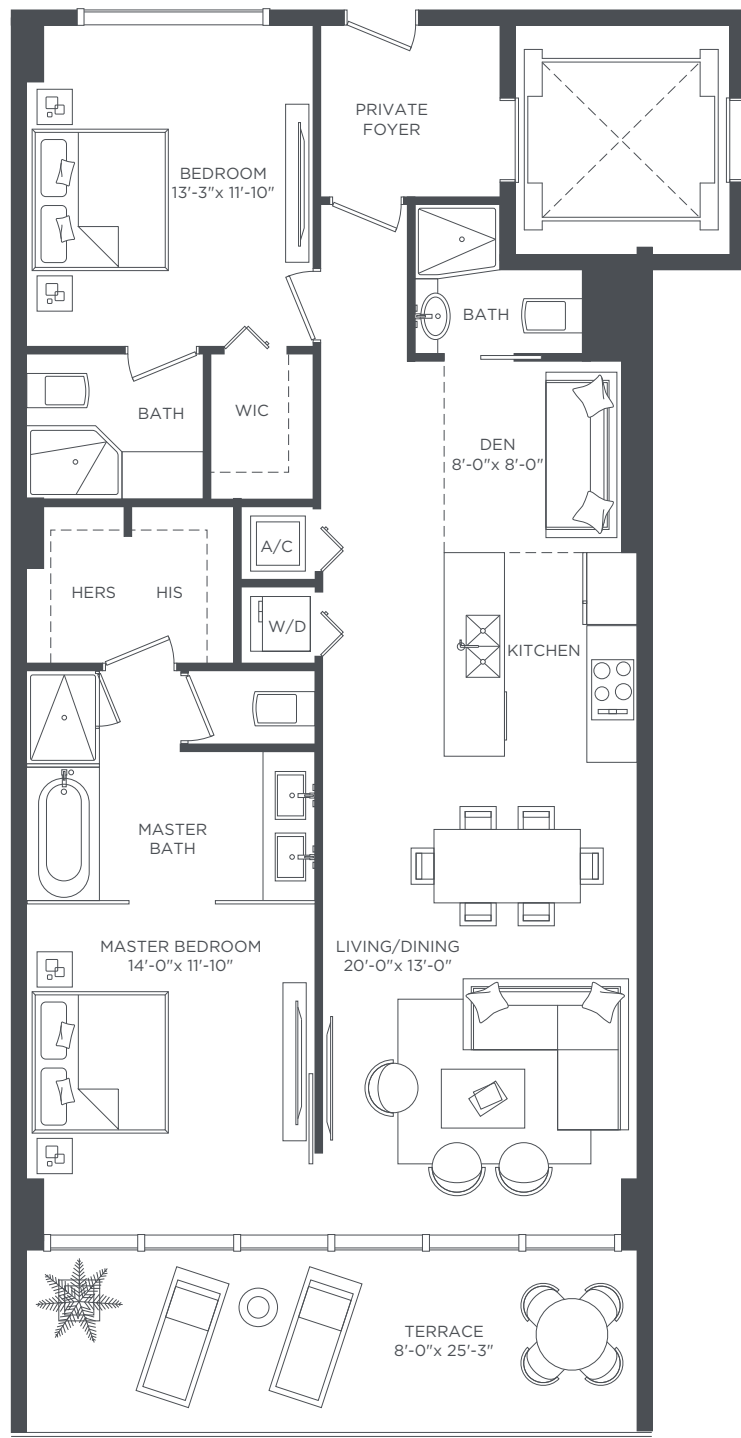 PRIVATE
FOYER
BEDROOM
13'-3"x 11'-10"
BATH
BATH
WIC
DEN
8'-0"x 8'-0"
A/C
HERS
HIS
W/D
KITCHEN
MASTER
BATH
MASTER BEDROOM
14'-0"x 11'-10"
LIVING/DINING
20'-0"x 13'-0"
TERRACE
8'-0"x 25'-3"